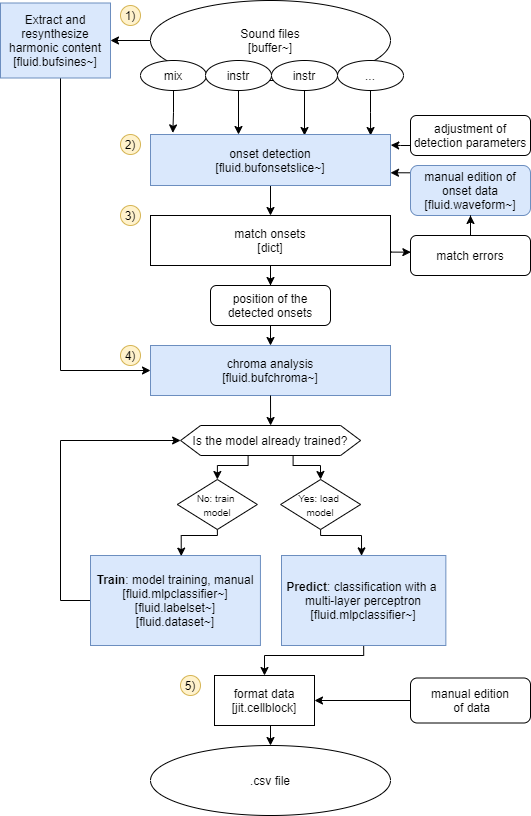 Extract and
resynthesize
harmonic content
[fluid.bufsines~]
1)
Sound files
[buffer~]
mix
instr
instr
...
2)
onset detection
[fluid.bufonsetslice~]
adjustment of
detection parameters
manual edition of
onset data
[fluid.waveform~]
3)
match onsets
[dict]
match errors
position of the
detected onsets
4)
chroma analysis
[fluid.bufchroma~]
Is the model already trained?
No: train
model
Yes: load
model
Train: model training, manual
[fluid.mlpclassifier~]
[fluid.labelset~]
[fluid.dataset~]
Predict: classification with a
multi-layer perceptron
[fluid.mlpclassifier~]
5)
format data
[jit.cellblock]
manual edition
of data
.csv file